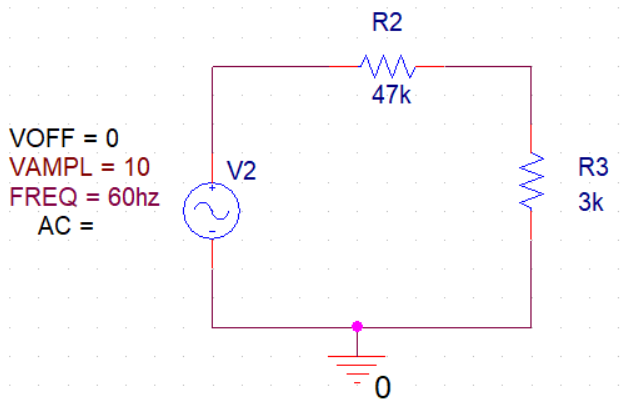 R2
47k
VOFF = 0
VAMPL = 10
FREQ = 60hz
AC =
V2
+
-
R3
3k
0